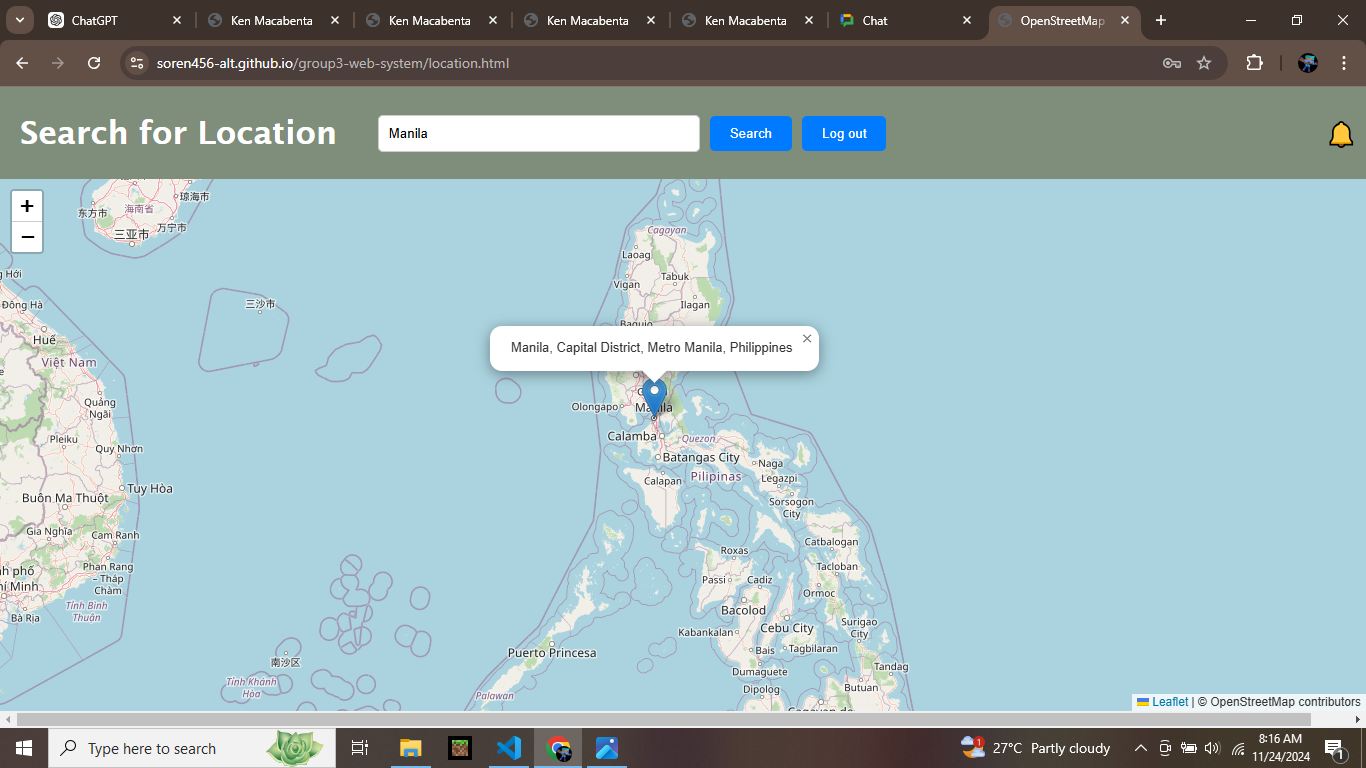 ChatGPT
Ken Macabenta
Ken Macabenta
Ken Macabenta
Ken Macabenta
Chat
OpenStreetMap
soren456-alt.github.io/group3-web-system/location.html
Search for Location
Manila
Search
Log out
+
−
琼海市
东方市
海南省
万宁市
三亚市
Cagayan
Laoag
Tabuk
Vigan
Ilagan
Baguio
Đông Hà
三沙市
Huế
Việt Nam
Manila, Capital District, Metro Manila, Philippines
×
Quảng
Ngãi
Olongapo
Calamba
Quezon
Pleiku
Quy Nhơn
Batangas City
Naga
Calapan
Pilipinas
Legazpi
Buôn Ma Thuột
Tuy Hòa
Sorsogon
City
Gia Nghĩa
Cam Ranh
Catbalogan
Roxas
Tacloban
Phan Rang
– Tháp
Chàm
Passi
Cadiz
Ormoc
Bà Rịa
Tỉnh Bình
Thuận
Bacolod
Kabankalan
Cebu City
Surigao
City
Puerto Princesa
Bais
Tagbilaran
南沙区
Dumaguete
Tandag
Tỉnh Khánh
Hòa
Palawan
Dipolog
Butuan
Leaflet | © OpenStreetMap contributors
Type here to search
1
27°C Partly cloudy
8:16 AM
11/24/2024
1